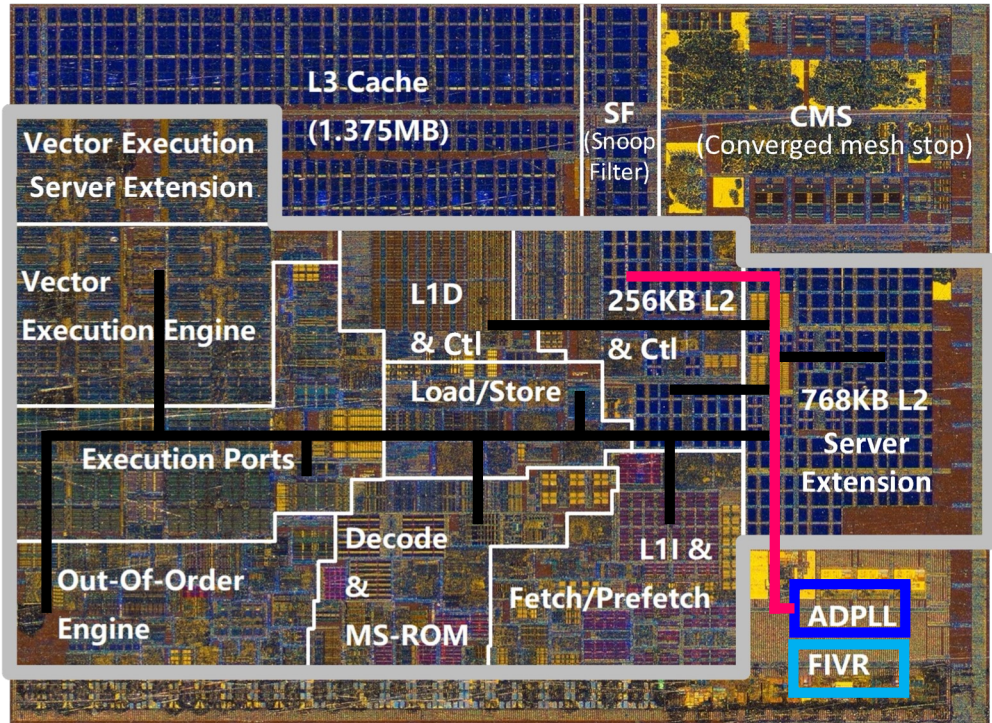 L3 Cache
(1.375MB)
SF
(Snoop
Filter)
CMS
(Converged mesh stop)
Vector Execution
Server Extension
Vector
Execution Engine
L1D
& Ctl
256KB L2
& Ctl
Load/Store
768KB L2
Server
Extension
Execution Ports
Out-Of-Order
Engine
Decode
&
MS-ROM
L1I &
Fetch/Prefetch
ADPLL
FIVR